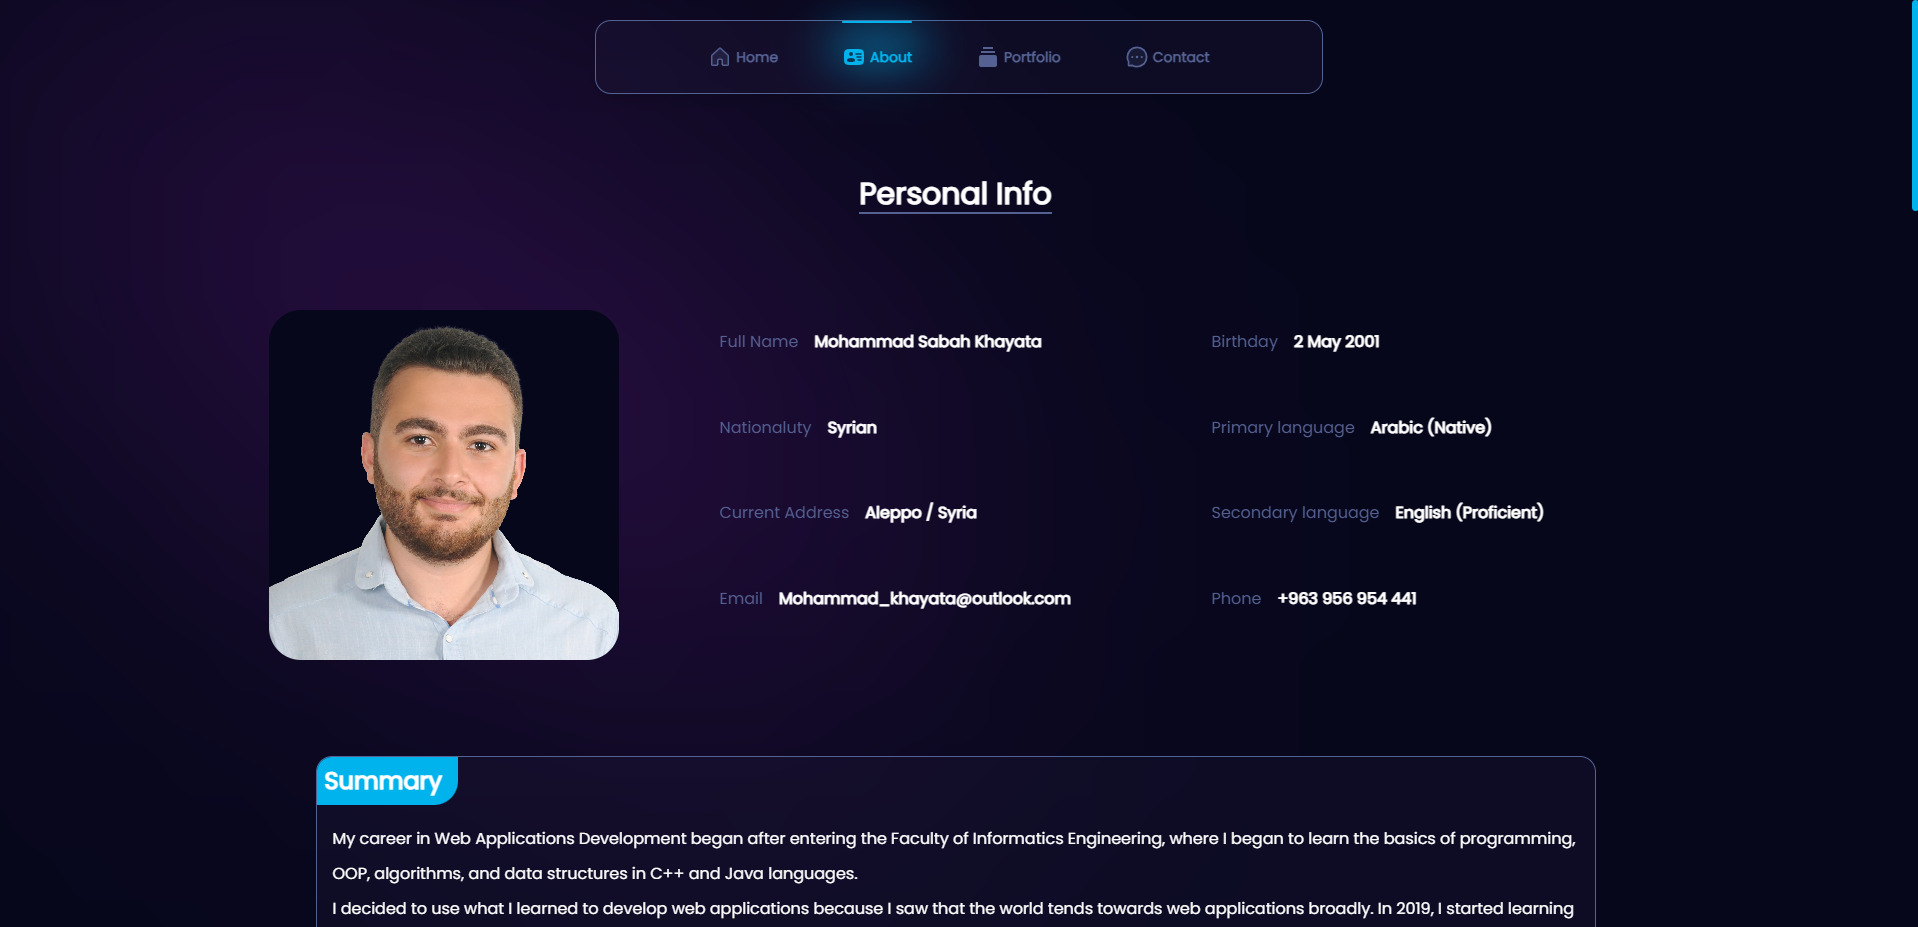 Home About Portfolio Contact
Personal Info
Full Name Mohammad Sabah Khayata Birthday 2 May 2001
Nationaluty Syrian Primary language Arabic (Native)
Current Address Aleppo / Syria Secondary language English (Proficient)
Email Mohammad_khayata@outlook.com Phone +963 956 954 441
Summary
My career in Web Applications Development began after entering the Faculty of Informatics Engineering, where I began to learn the basics of programming,
OOP, algorithms, and data structures in C++ and Java languages.
I decided to use what I learned to develop web applications because I saw that the world tends towards web applications broadly. In 2019, I started learning